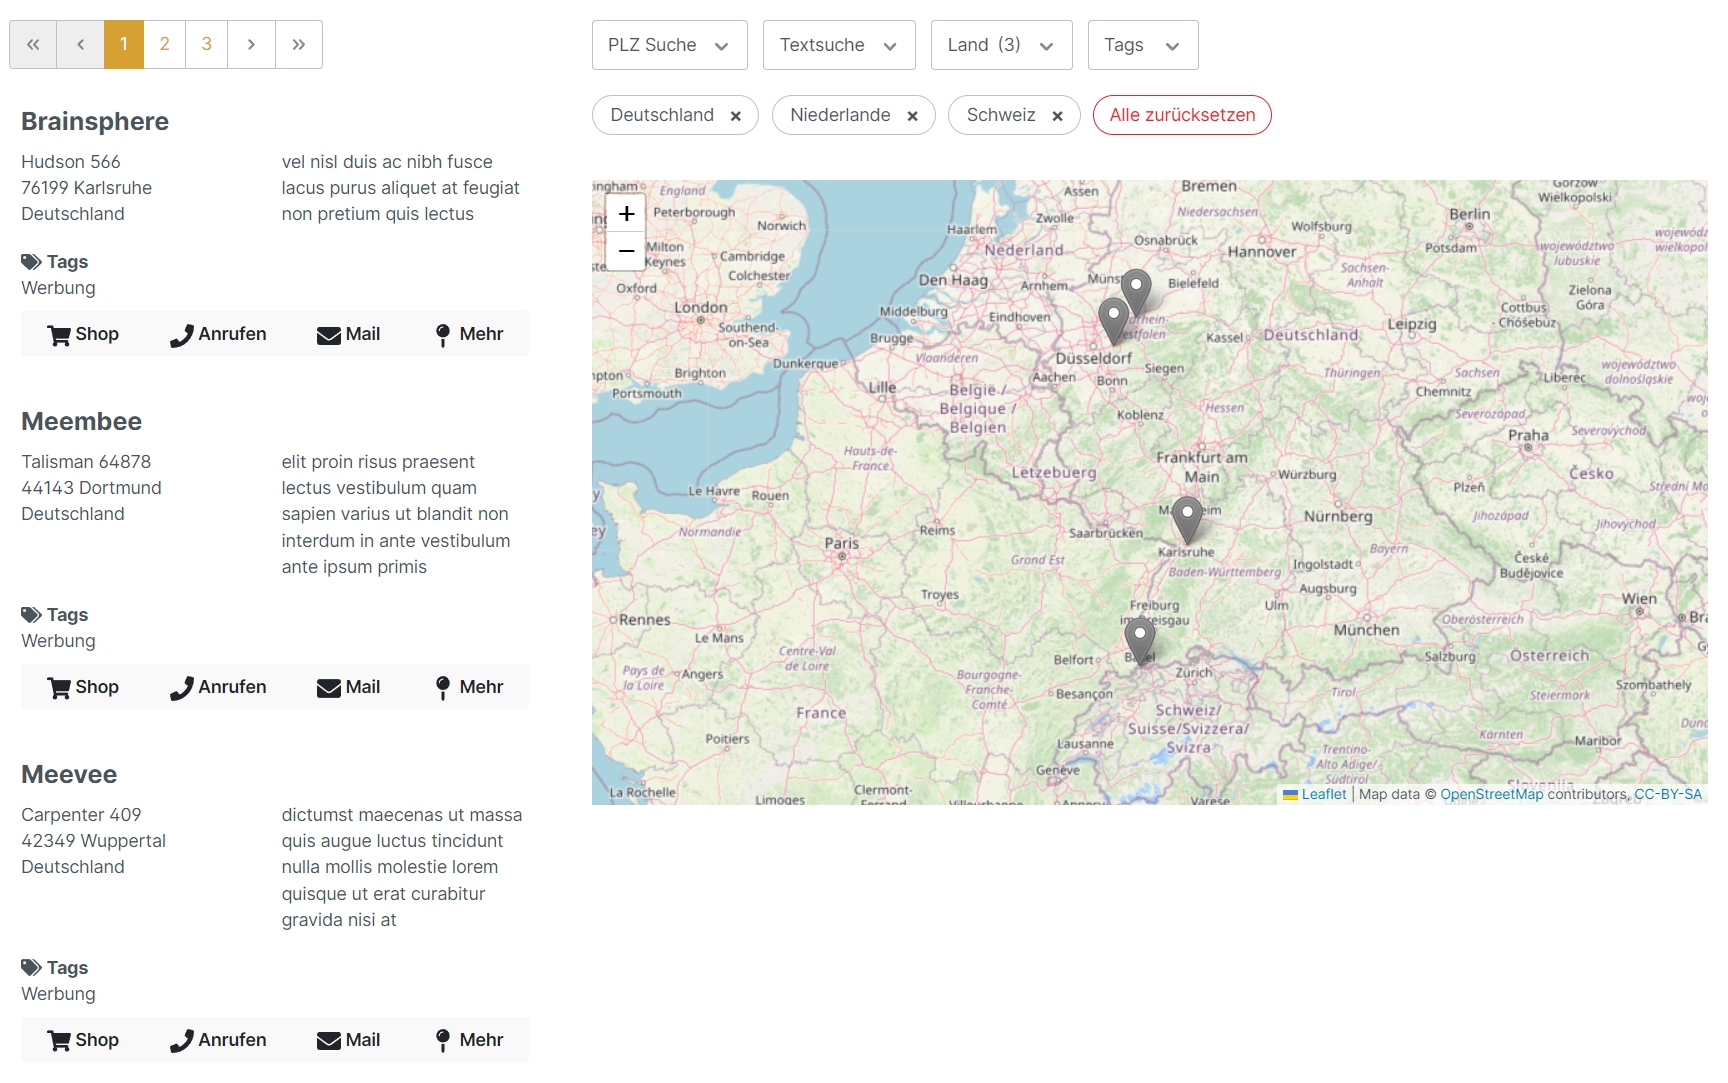 « ‹ 1 2 3 › »
Brainsphere
Hudson 566
76199 Karlsruhe
Deutschland
vel nisl duis ac nibh fusce
lacus purus aliquet at feugiat
non pretium quis lectus
Tags
Werbung
Shop Anrufen Mail Mehr
Meembee
Talisman 64878
44143 Dortmund
Deutschland
elit proin risus praesent
lectus vestibulum quam
sapien varius ut blandit non
interdum in ante vestibulum
ante ipsum primis
Tags
Werbung
Shop Anrufen Mail Mehr
Meevee
Carpenter 409
42349 Wuppertal
Deutschland
dictumst maecenas ut massa
quis augue luctus tincidunt
nulla mollis molestie lorem
quisque ut erat curabitur
gravida nisi at
Tags
Werbung
Shop Anrufen Mail Mehr
PLZ Suche Textsuche Land (3) Tags
Deutschland × Niederlande × Schweiz × Alle zurücksetzen
+
−
England
Peterborough
Norwich
Milton
Keynes
Cambridge
Colchester
Oxford
London
Southend-
on-Sea
Brighton
Portsmouth
Dunkerque
Assen
Zwolle
Haarlem
Nederland
Den Haag
Arnhem
Middelburg
Eindhoven
Brugge
Vlaanderen
Lille
België /
Belgique /
Belgien
Bremen
Niedersachsen
Osnabrück
Hannover
Wolfsburg
Bielefeld
Sachsen-
Anhalt
Berlin
Potsdam
Gorzów
Wielkopolski
województwo
lubuskie
Zielona
Góra
Cottbus
- Chóśebuz
Leipzig
Kassel
Deutschland
Düsseldorf
Aachen
Bonn
Siegen
Thüringen
Sachsen
Chemnitz
Liberec
województwo
dolnośląskie
Koblenz
Hessen
Severozápad
Praha
Severovýchod
Hauts-de-
France
Lëtzebuerg
Frankfurt am
Main
Würzburg
Plzeň
Česko
Le Havre
Rouen
Normandie
Reims
Paris
Saarbrücken
Grand Est
Karlsruhe
Baden-Württemberg
Nürnberg
Bayern
Ingolstadt
Augsburg
Jihozápad
Jihovýchod
České
Budějovice
Troyes
Freiburg
Ulm
München
Wien
Oberösterreich
Rennes
Le Mans
Centre-Val
de Loire
Pays de
la Loire
Angers
Belfort
Zürich
Salzburg
Österreich
Szombathely
Bourgogne-
Franche-
Comté
Besançon
Tirol
Steiermark
France
Schweiz/
Suisse/Svizzera/
Svizra
Poitiers
Lausanne
Trentino-
Alto Adige/
Südtirol
Kärnten
Maribor
Genève
La Rochelle
Limoges
Clermont-
Ferrand
Villeurbanne
Annecy
Varese
Leaflet | Map data © OpenStreetMap contributors, CC-BY-SA